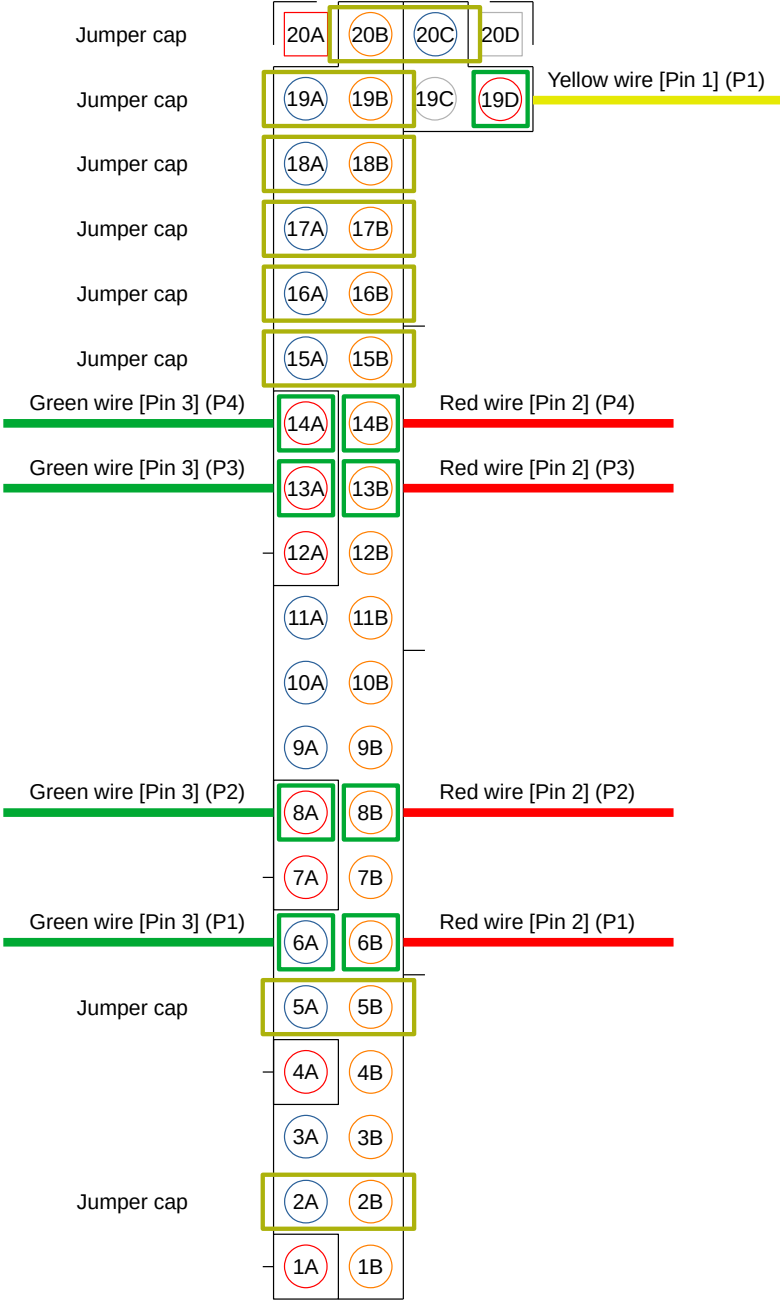 Jumper cap 20A 20B 20C 20D
Yellow wire [Pin 1] (P1)
Jumper cap 19A 19B 19C 19D
Jumper cap 18A 18B
Jumper cap 17A 17B
Jumper cap 16A 16B
Jumper cap 15A 15B
Green wire [Pin 3] (P4) Red wire [Pin 2] (P4)
14A 14B
Green wire [Pin 3] (P3) Red wire [Pin 2] (P3)
13A 13B
12A 12B
11A 11B
10A 10B
9A 9B
Green wire [Pin 3] (P2) Red wire [Pin 2] (P2)
8A 8B
7A 7B
Green wire [Pin 3] (P1) Red wire [Pin 2] (P1)
6A 6B
Jumper cap 5A 5B
4A 4B
3A 3B
Jumper cap 2A 2B
1A 1B